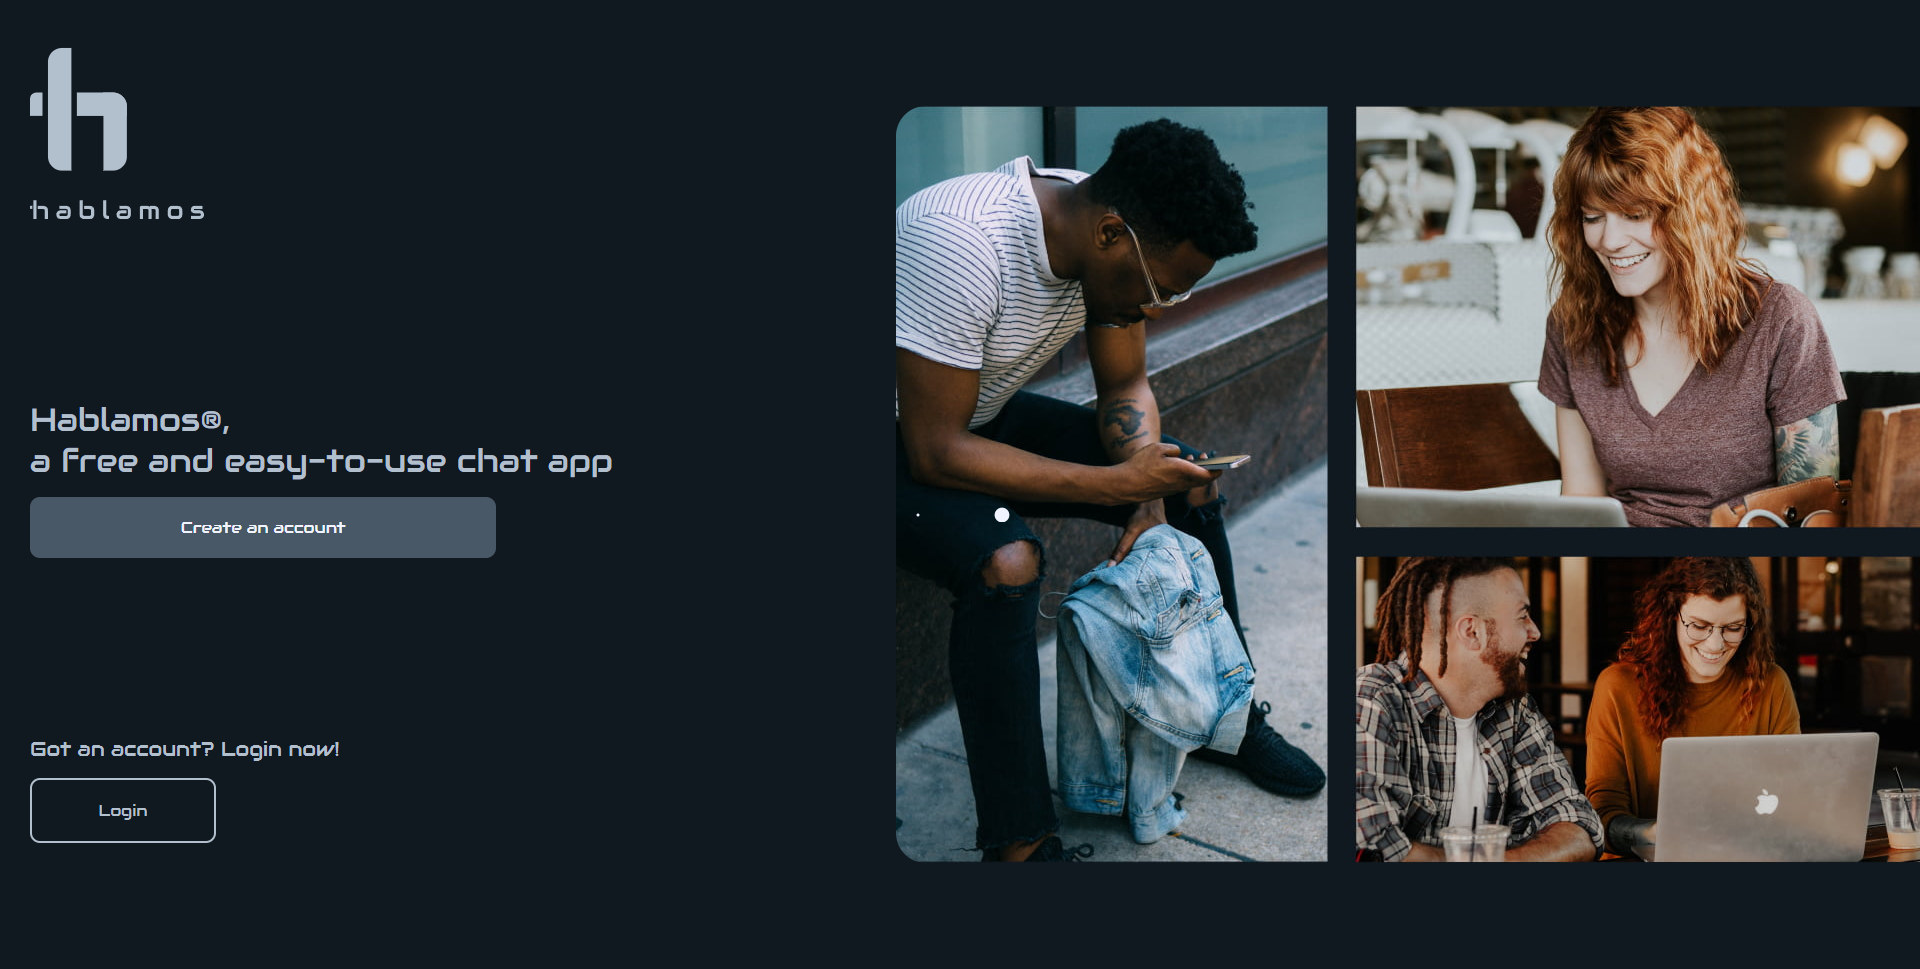 hablamos
Hablamos®,
a free and easy-to-use chat app
Create an account
Got an account? Login now!
Login